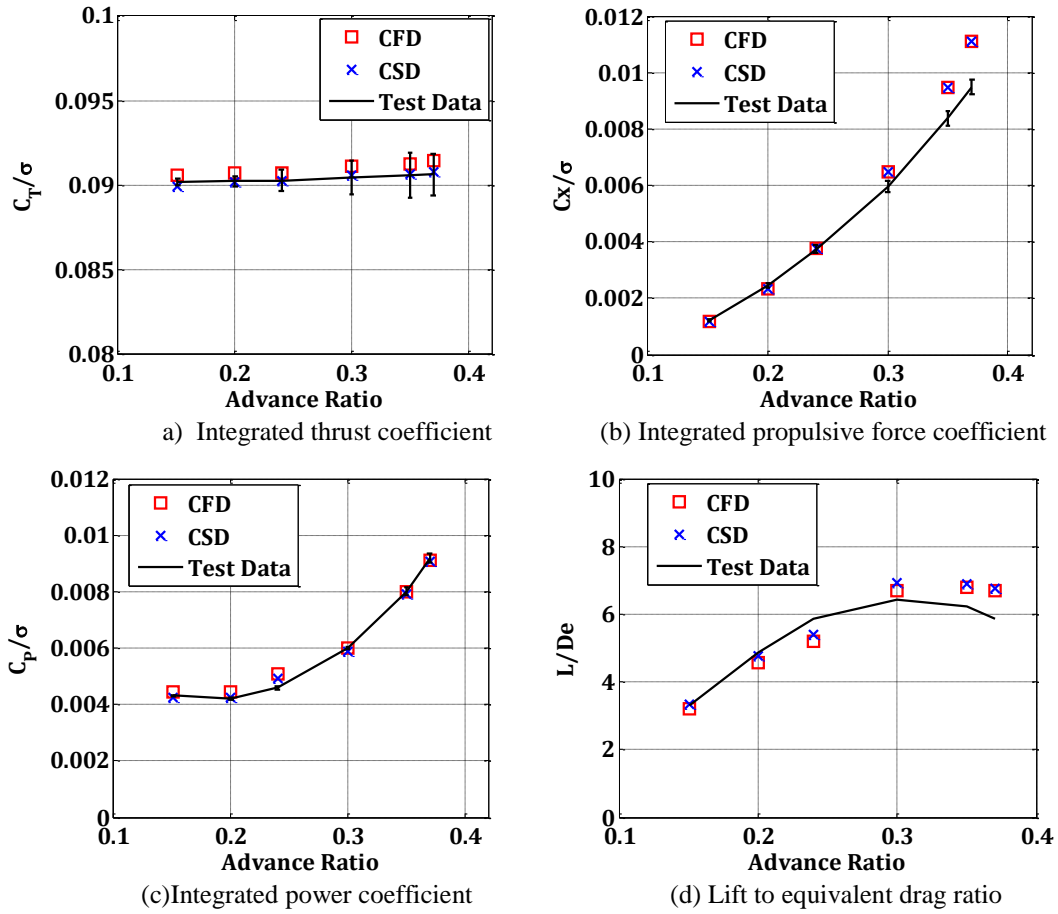 0.1
0.095
0.09
0.085
0.08
C_T/σ
CFD
CSD
Test Data
0.1 0.2 0.3 0.4
Advance Ratio
a) Integrated thrust coefficient
0.012
0.01
0.008
0.006
0.004
0.002
0
Cx/σ
CFD
CSD
Test Data
0.1 0.2 0.3 0.4
Advance Ratio
(b) Integrated propulsive force coefficient
0.012
0.01
0.008
0.006
0.004
0.002
0
C_P/σ
CFD
CSD
Test Data
0.1 0.2 0.3 0.4
Advance Ratio
(c)Integrated power coefficient
10
8
6
4
2
0
L/De
CFD
CSD
Test Data
0.1 0.2 0.3 0.4
Advance Ratio
(d) Lift to equivalent drag ratio